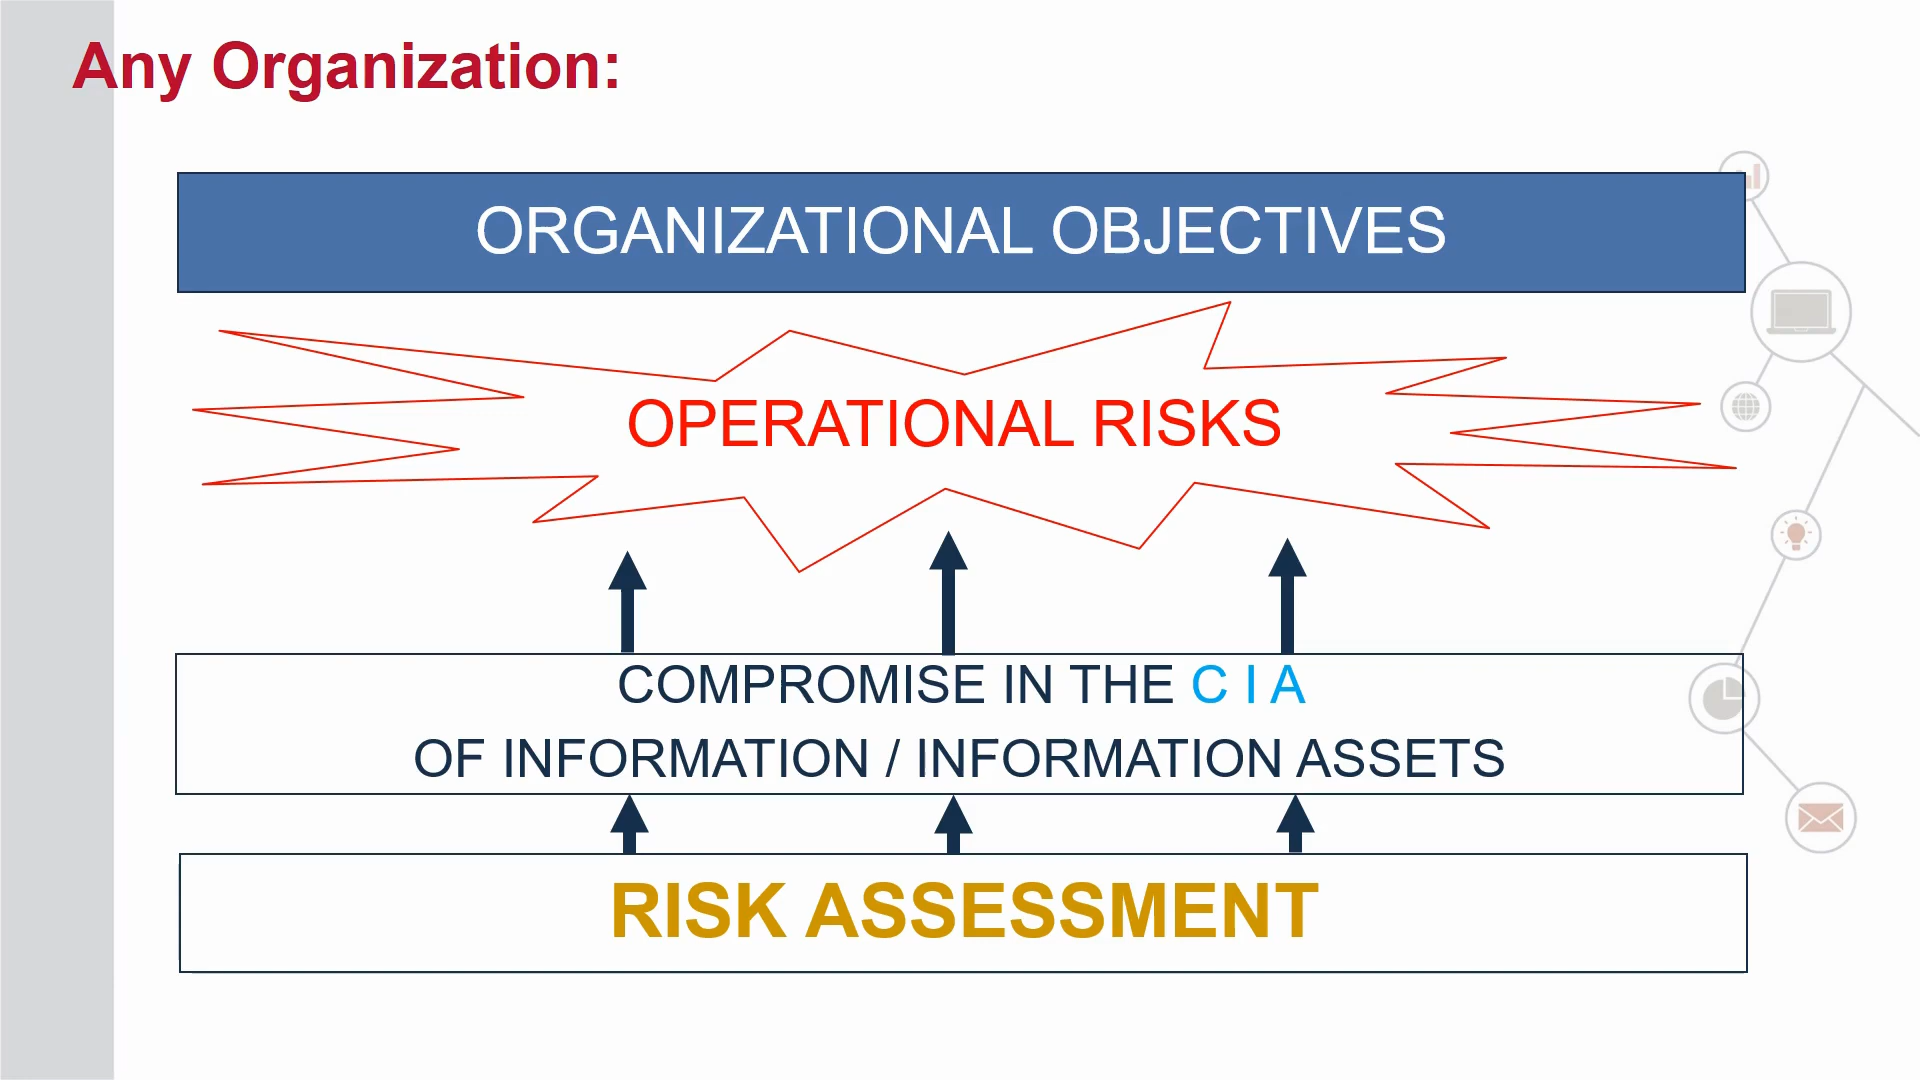 Any Organization:
ORGANIZATIONAL OBJECTIVES
OPERATIONAL RISKS
COMPROMISE IN THE C I A
OF INFORMATION / INFORMATION ASSETS
RISK ASSESSMENT